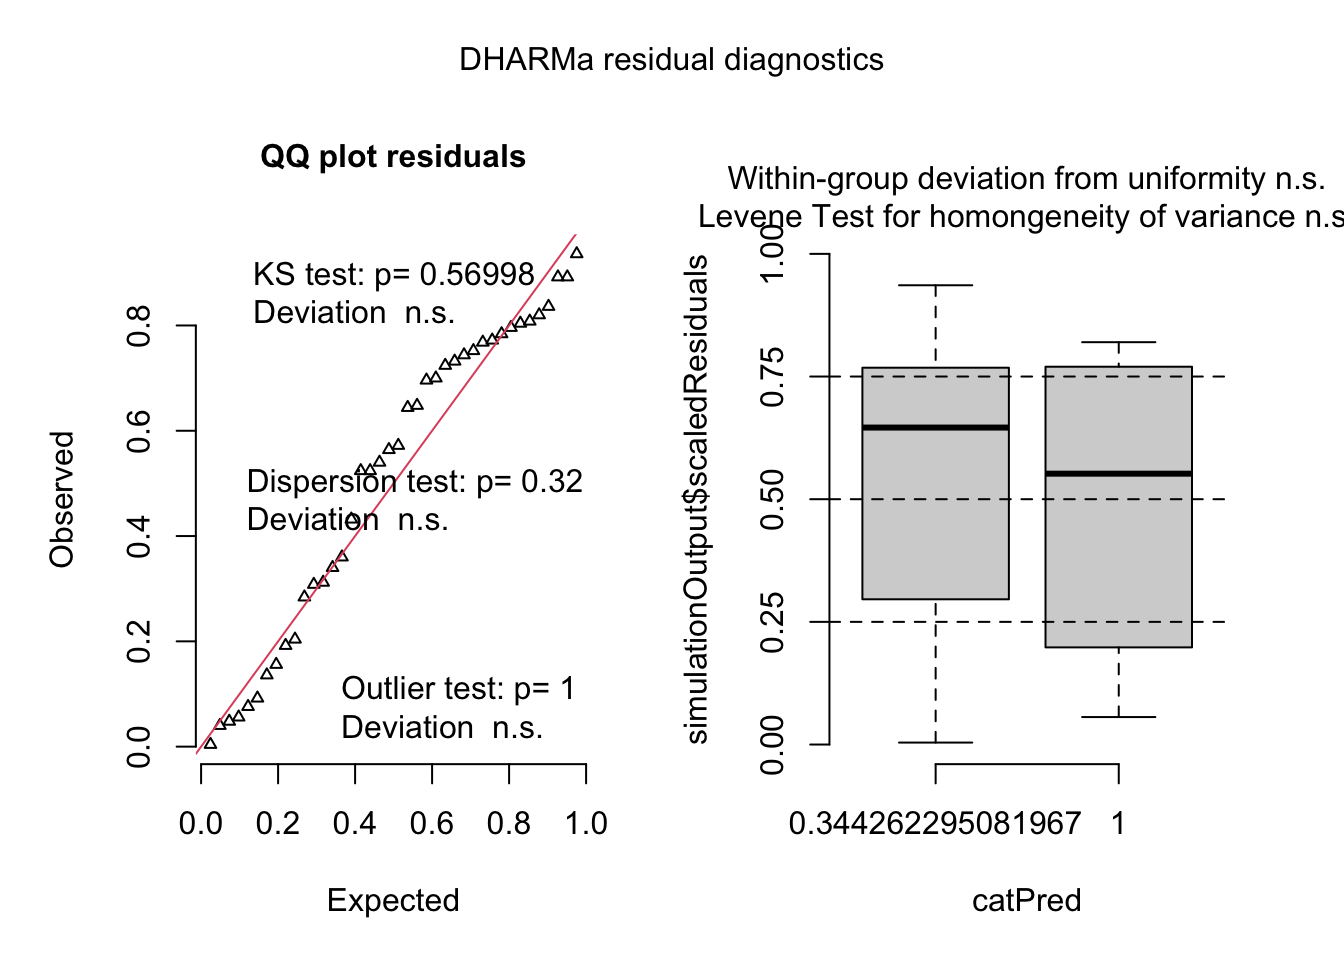 DHARMa residual diagnostics
QQ plot residuals
KS test: p= 0.56998
Deviation n.s.
Dispersion test: p= 0.32
Deviation n.s.
Outlier test: p= 1
Deviation n.s.
Observed
0.0
0.2
0.4
0.6
0.8
0.0 0.2 0.4 0.6 0.8 1.0
Expected
Within-group deviation from uniformity n.s.
Levene Test for homongeneity of variance n.s
simulationOutput$scaledResiduals
0.00
0.25
0.50
0.75
1.00
0.344262295081967 1
catPred